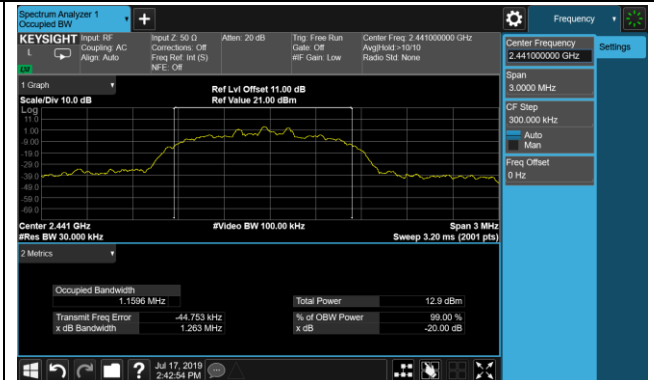 Spectrum Analyzer 1
Occupied BW
Frequency
KEYSIGHT
L
Input: RF
Coupling: AC
Align: Auto
Input Z: 50 Ω
Corrections: Off
Freq Ref: Int (S)
NFE: Off
Atten: 20 dB
Trig: Free Run
Gate: Off
#IF Gain: Low
Center Freq: 2.441000000 GHz
Avg|Hold:>10/10
Radio Std: None
Center Frequency
2.441000000 GHz
Settings
Span
3.0000 MHz
CF Step
300.000 kHz
Auto
Man
Freq Offset
0 Hz
1 Graph
Scale/Div 10.0 dB
Ref Lvl Offset 11.00 dB
Ref Value 21.00 dBm
Log
11.0
1.00
-9.00
-19.0
-29.0
-39.0
-49.0
-59.0
-69.0
Center 2.441 GHz
#Video BW 100.00 kHz
Span 3 MHz
#Res BW 30.000 kHz
Sweep 3.20 ms (2001 pts)
2 Metrics
Occupied Bandwidth
1.1596 MHz
Total Power
12.9 dBm
Transmit Freq Error
-44.753 kHz
% of OBW Power
99.00 %
x dB Bandwidth
1.263 MHz
x dB
-20.00 dB
Jul 17, 2019
2:42:54 PM